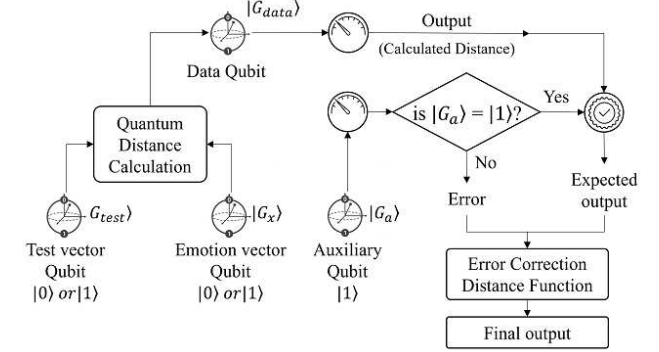 |G_data⟩
Output
(Calculated Distance)
Data Qubit
is |G_a⟩ = |1⟩?
Yes
Quantum
Distance
Calculation
No
Expected
output
Error
G_test⟩
|G_x⟩
|G_a⟩
Test vector
Qubit
|0⟩ or|1⟩
Emotion vector
Qubit
|0⟩ or|1⟩
Auxiliary
Qubit
|1⟩
Error Correction
Distance Function
Final output